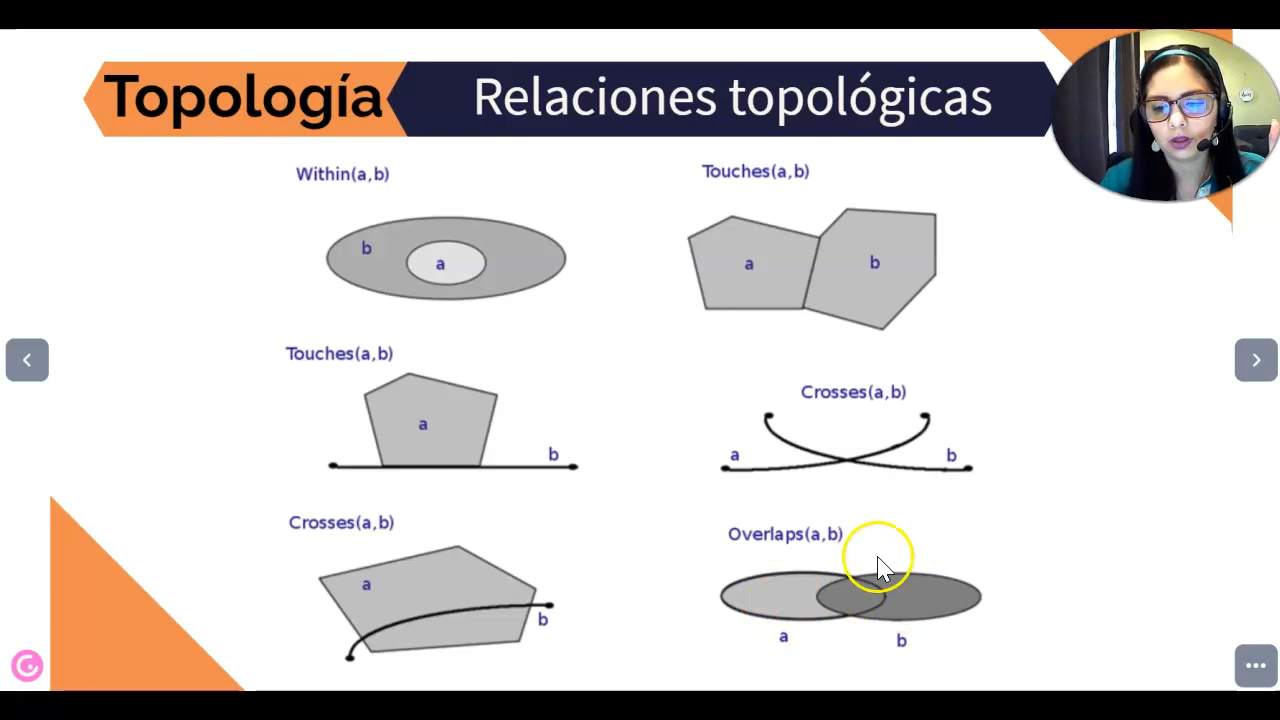 Topología
Relaciones topológicas
Within(a,b)
b
a
Touches(a,b)
a
b
Touches(a,b)
a
b
Crosses(a,b)
a
b
Crosses(a,b)
a
b
Overlaps(a,b)
a
b